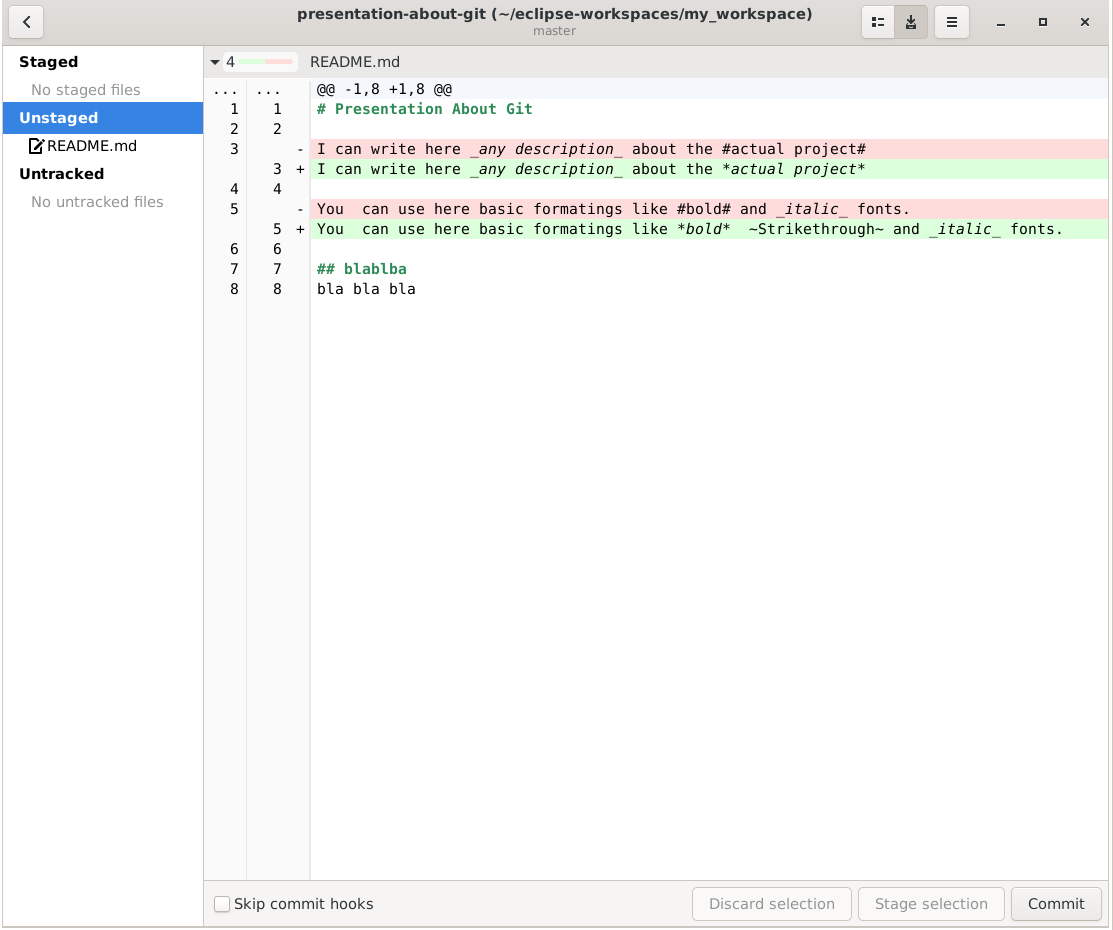 presentation-about-git (~/eclipse-workspaces/my_workspace)
master
Staged
No staged files
Unstaged
README.md
Untracked
No untracked files
4 README.md
... ... @@ -1,8 +1,8 @@
1 1 # Presentation About Git
2 2
3 - I can write here _any description_ about the #actual project#
3 + I can write here _any description_ about the *actual project*
4 4
5 - You  can use here basic formatings like #bold# and _italic_ fonts.
5 + You  can use here basic formatings like *bold*  ~Strikethrough~ and _italic_ fonts.
6 6
7 7 ## blablba
8 8 bla bla bla
Skip commit hooks
Discard selection
Stage selection
Commit